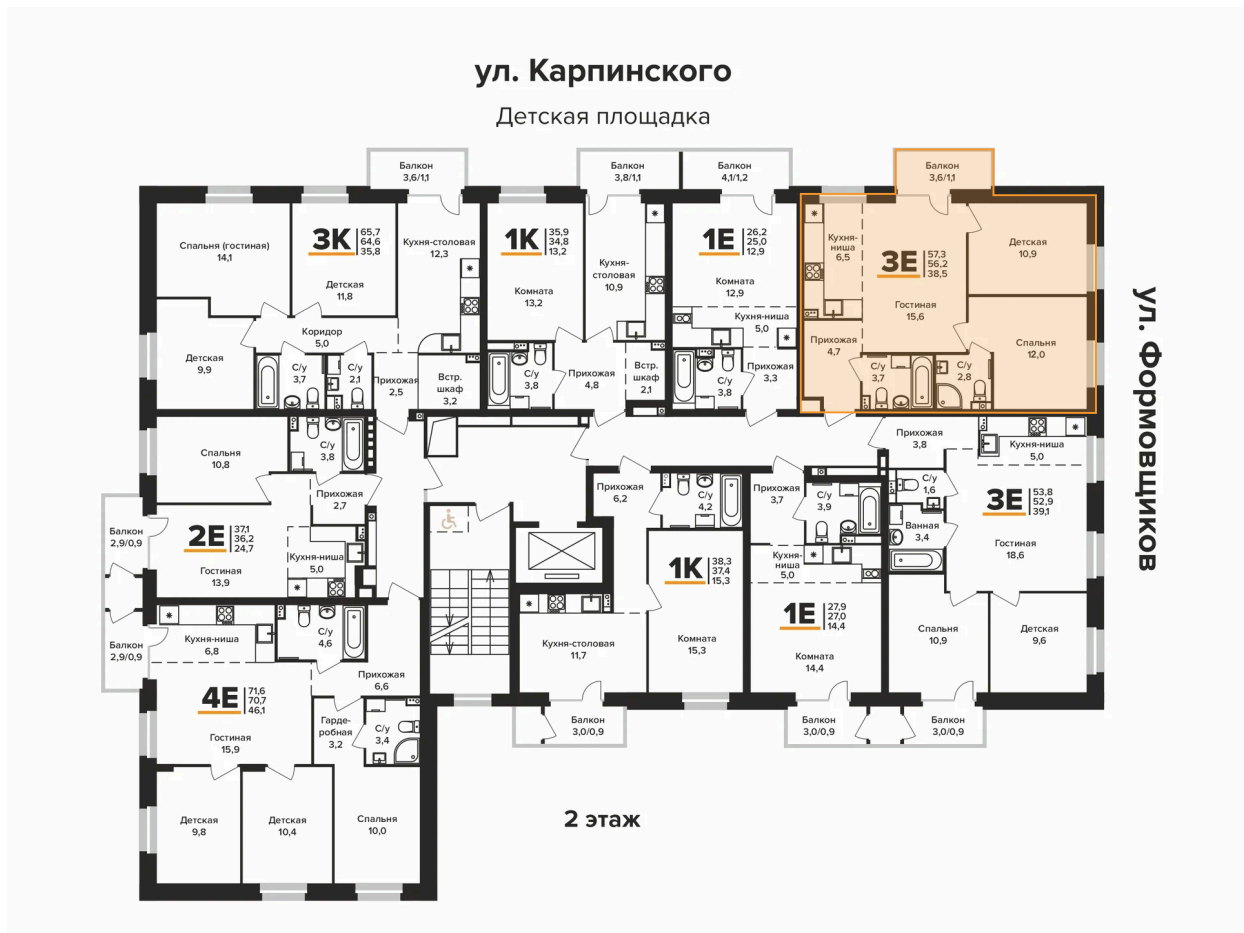 ул. Карпинского
Детская площадка
Балкон
3,6/1,1
Балкон
3,8/1,1
Балкон
4,1/1,2
Балкон
3,6/1,1
Спальня (гостиная)
14,1
3К
65,7
64,6
35,8
Детская
11,8
Кухня-столовая
12,3
1К
35,9
34,8
13,2
Комната
13,2
Кухня-
столовая
10,9
1Е
26,2
25,0
12,9
Комната
12,9
Кухня-ниша
5,0
Кухня-
ниша
6,5
3Е
57,3
56,2
38,5
Гостиная
15,6
Детская
10,9
Спальня
12,0
ул. Формовщиков
Детская
9,9
Коридор
5,0
С/у
3,7
С/у
2,1
Прихожая
2,5
Встр.
шкаф
3,2
С/у
3,8
Прихожая
4,8
Встр.
шкаф
2,1
С/у
3,8
Прихожая
3,3
Прихожая
4,7
С/у
3,7
С/у
2,8
Спальня
10,8
С/у
3,8
Прихожая
2,7
Балкон
2,9/0,9
2Е
37,1
36,2
24,7
Гостиная
13,9
Кухня-ниша
5,0
Прихожая
6,2
С/у
4,2
Прихожая
3,7
С/у
3,9
Прихожая
3,8
Кухня-ниша
5,0
С/у
1,6
Ванная
3,4
3Е
53,8
52,9
39,1
Гостиная
18,6
1К
38,3
37,4
15,3
Комната
15,3
Кухня-столовая
11,7
Кухня-
ниша
5,0
1Е
27,9
27,0
14,4
Комната
14,4
Спальня
10,9
Детская
9,6
Балкон
2,9/0,9
Кухня-ниша
6,8
С/у
4,6
Прихожая
6,6
4Е
71,6
70,7
46,1
Гостиная
15,9
Гарде-
робная
3,2
С/у
3,4
Балкон
3,0/0,9
Балкон
3,0/0,9
Балкон
3,0/0,9
Детская
9,8
Детская
10,4
Спальня
10,0
2 этаж